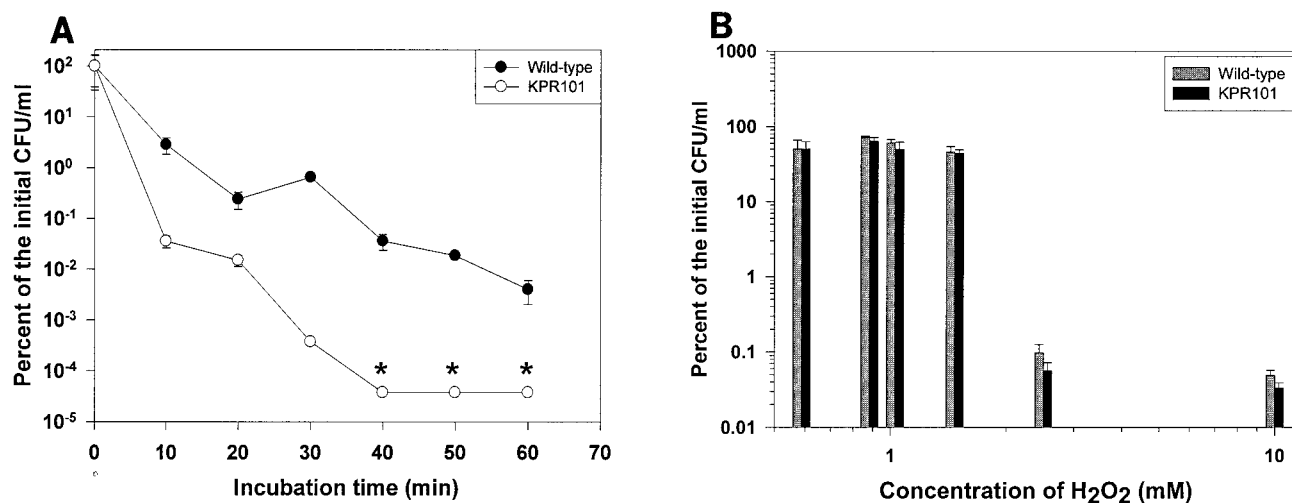 A
Percent of the initial CFU/ml
10²
10¹
10⁰
10⁻¹
10⁻²
10⁻³
10⁻⁴
10⁻⁵
Wild-type
KPR101
* * *
0 10 20 30 40 50 60 70
Incubation time (min)
B
Percent of the initial CFU/ml
1000
100
10
1
0.1
0.01
Wild-type
KPR101
1 10
Concentration of H₂O₂ (mM)